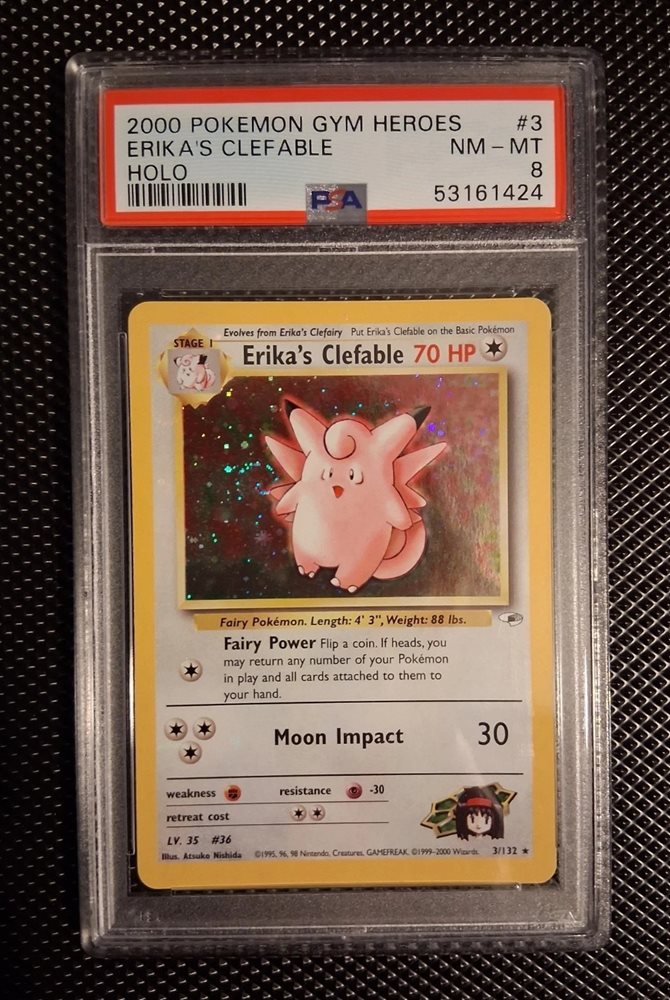 2000 POKEMON GYM HEROES #3
ERIKA'S CLEFABLE NM - MT
HOLO 8
PSA 53161424
Evolves from Erika's Clefairy Put Erika's Clefable on the Basic Pokémon
STAGE 1
Erika's Clefable 70 HP
Fairy Pokémon. Length: 4' 3", Weight: 88 lbs.
Fairy Power Flip a coin. If heads, you
may return any number of your Pokémon
in play and all cards attached to them to
your hand.
Moon Impact 30
weakness resistance -30
retreat cost
LV. 35 #36
Illus. Atsuko Nishida ©1995, 96, 98 Nintendo, Creatures, GAMEFREAK. ©1999-2000 Wizards. 3/132 ★